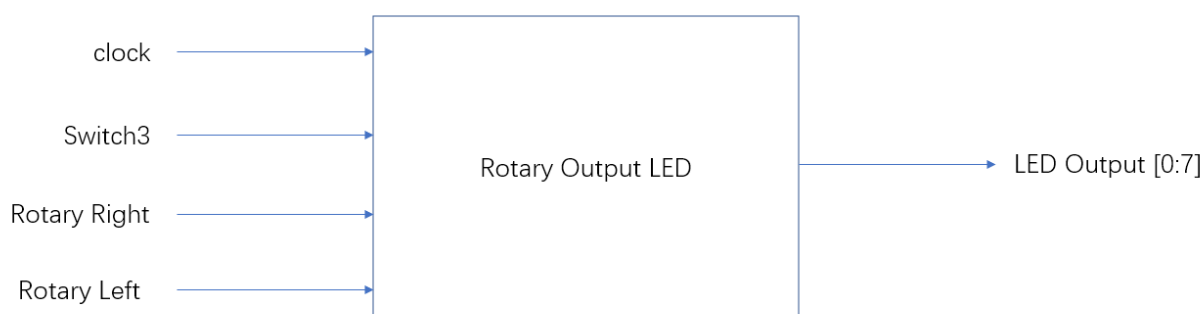 clock
Switch3
Rotary Right
Rotary Left
Rotary Output LED
LED Output [0:7]